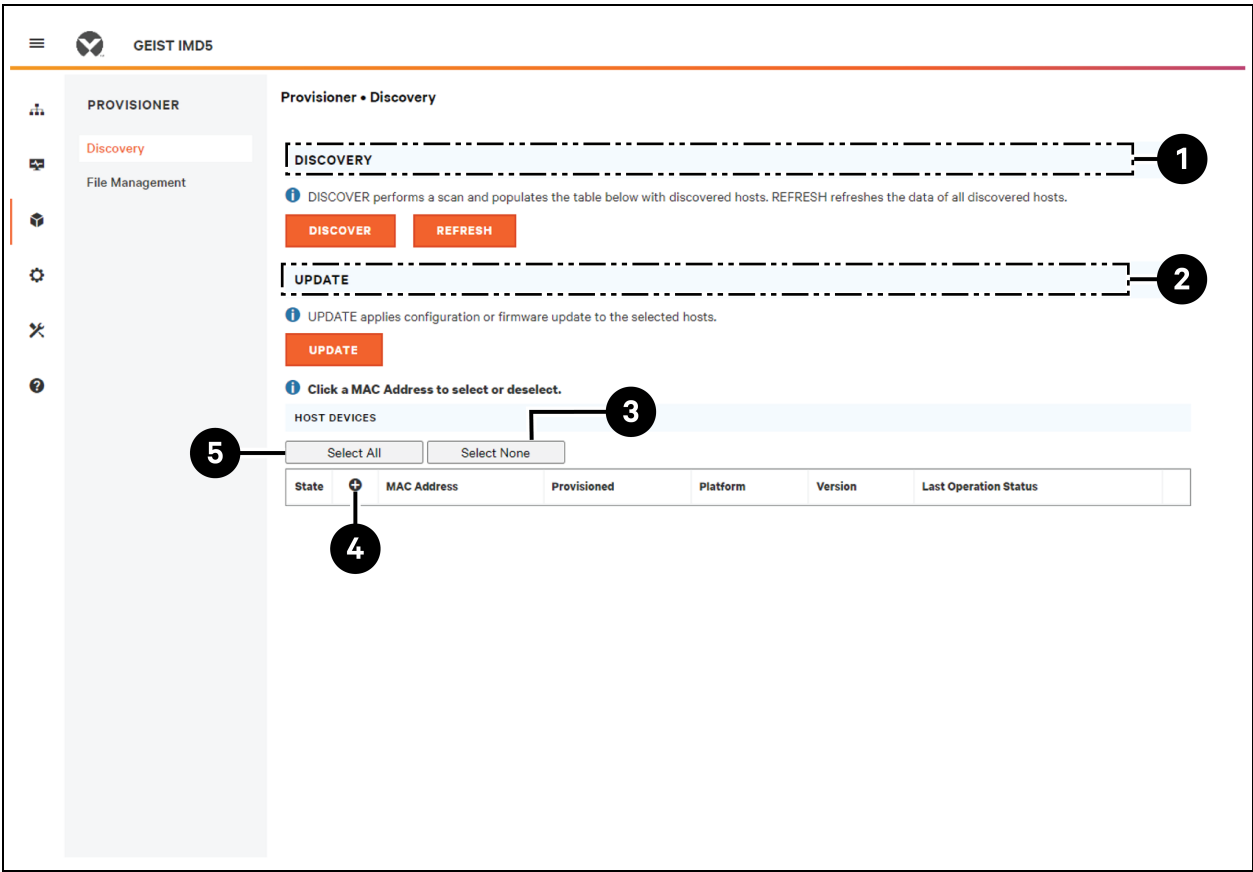 GEIST IMD5
PROVISIONER
Discovery
File Management
Provisioner • Discovery
DISCOVERY
1
DISCOVER performs a scan and populates the table below with discovered hosts. REFRESH refreshes the data of all discovered hosts.
DISCOVER REFRESH
UPDATE
2
UPDATE applies configuration or firmware update to the selected hosts.
UPDATE
Click a MAC Address to select or deselect.
HOST DEVICES
3
5
Select All Select None
State MAC Address Provisioned Platform Version Last Operation Status
4